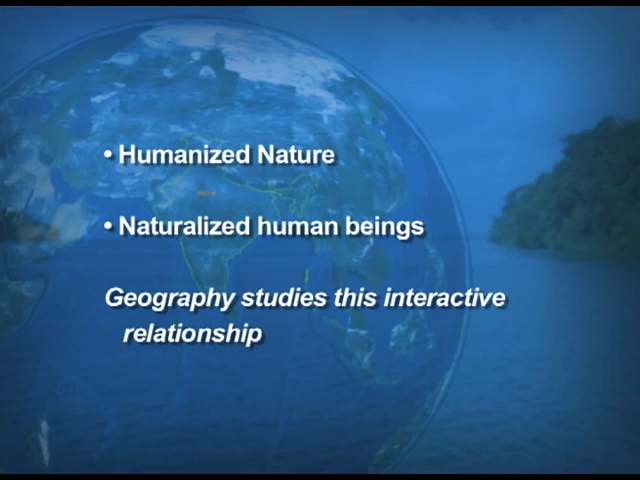 • Humanized Nature
• Naturalized human beings
Geography studies this interactive
relationship